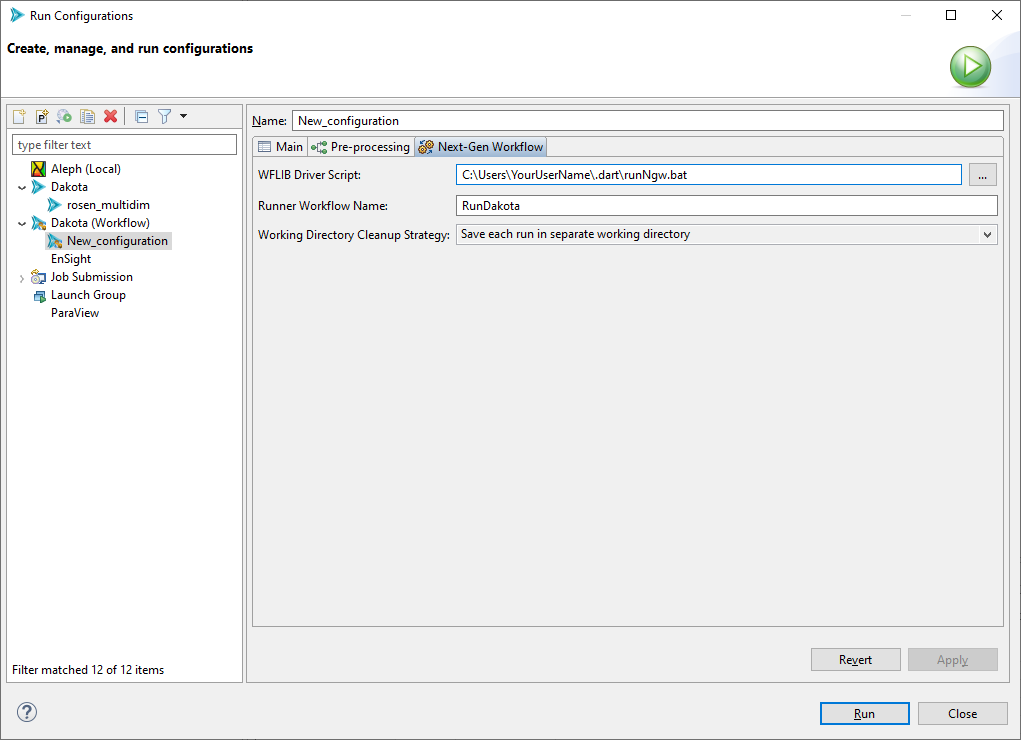 Run Configurations
Create, manage, and run configurations
type filter text
Aleph (Local)
Dakota
rosen_multidim
Dakota (Workflow)
New_configuration
EnSight
Job Submission
Launch Group
ParaView
Filter matched 12 of 12 items
Name: New_configuration
Main Pre-processing Next-Gen Workflow
WFLIB Driver Script: C:\Users\YourUserName\.dart\runNgw.bat ...
Runner Workflow Name: RunDakota
Working Directory Cleanup Strategy: Save each run in separate working directory
Revert Apply
Run Close